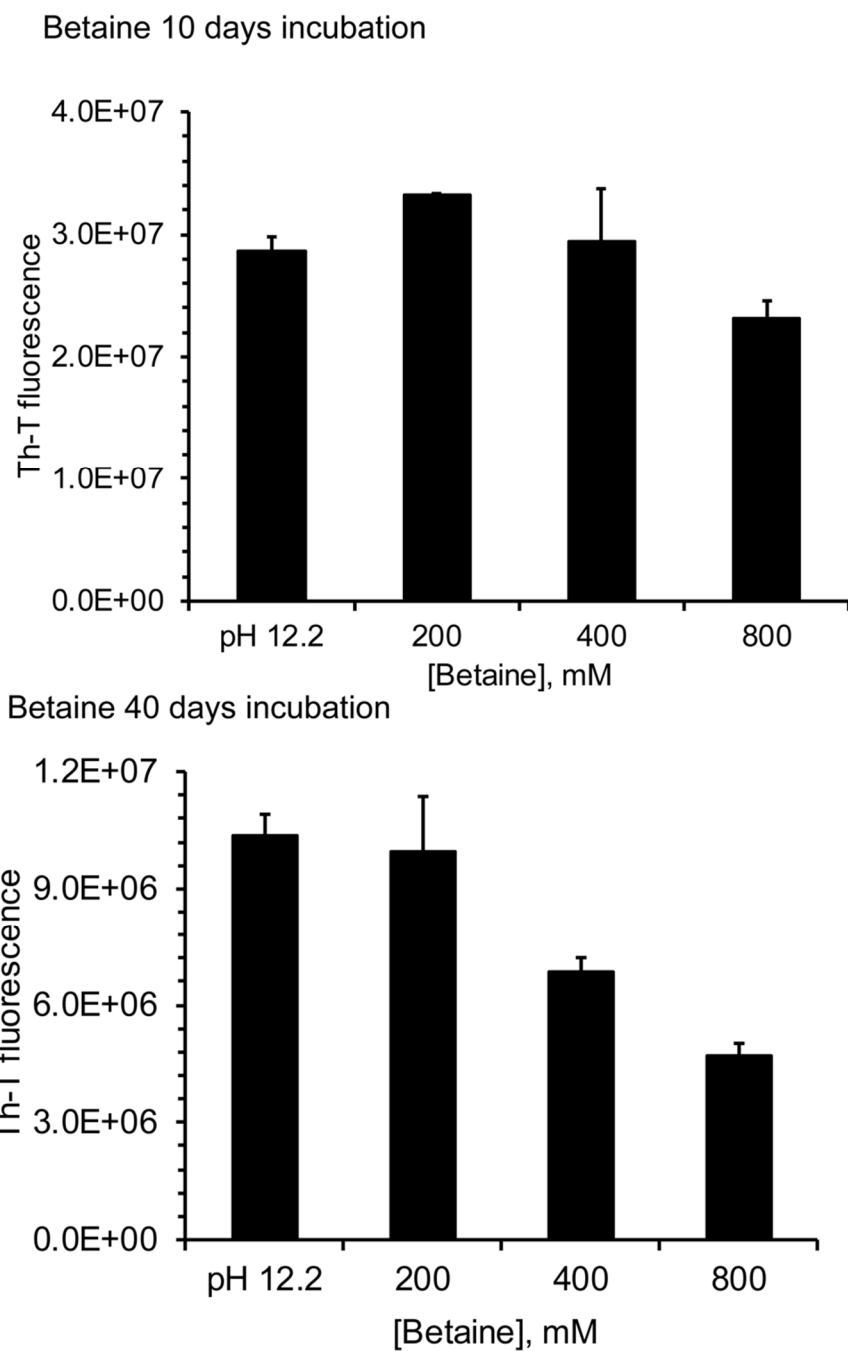 Betaine 10 days incubation
4.0E+07
3.0E+07
2.0E+07
1.0E+07
0.0E+00
Th-T fluorescence
pH 12.2 200 400 800
[Betaine], mM
Betaine 40 days incubation
1.2E+07
9.0E+06
6.0E+06
3.0E+06
0.0E+00
Th-T fluorescence
pH 12.2 200 400 800
[Betaine], mM